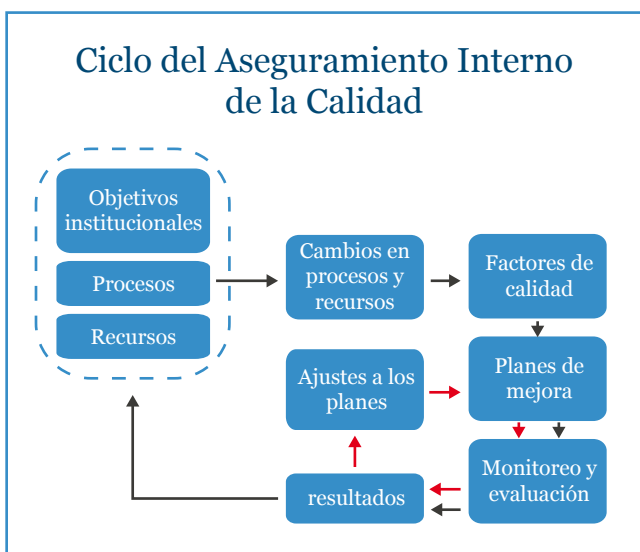 Ciclo del Aseguramiento Interno
de la Calidad
Objetivos
institucionales
Procesos
Recursos
Cambios en
procesos y
recursos
Factores de
calidad
Ajustes a los
planes
Planes de
mejora
resultados
Monitoreo y
evaluación